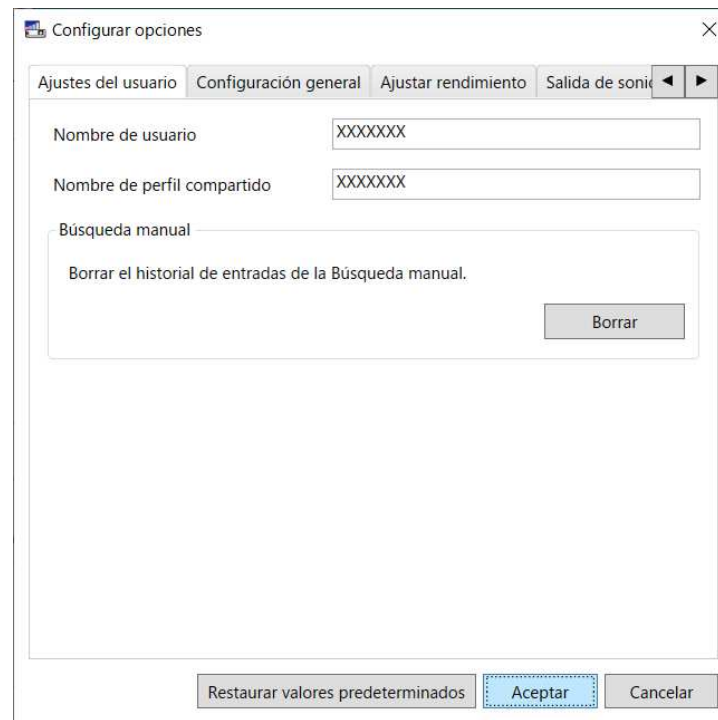 Configurar opciones
Ajustes del usuario Configuración general Ajustar rendimiento Salida de sonid
Nombre de usuario XXXXXXX
Nombre de perfil compartido XXXXXXX
Búsqueda manual
Borrar el historial de entradas de la Búsqueda manual.
Borrar
Restaurar valores predeterminados Aceptar Cancelar